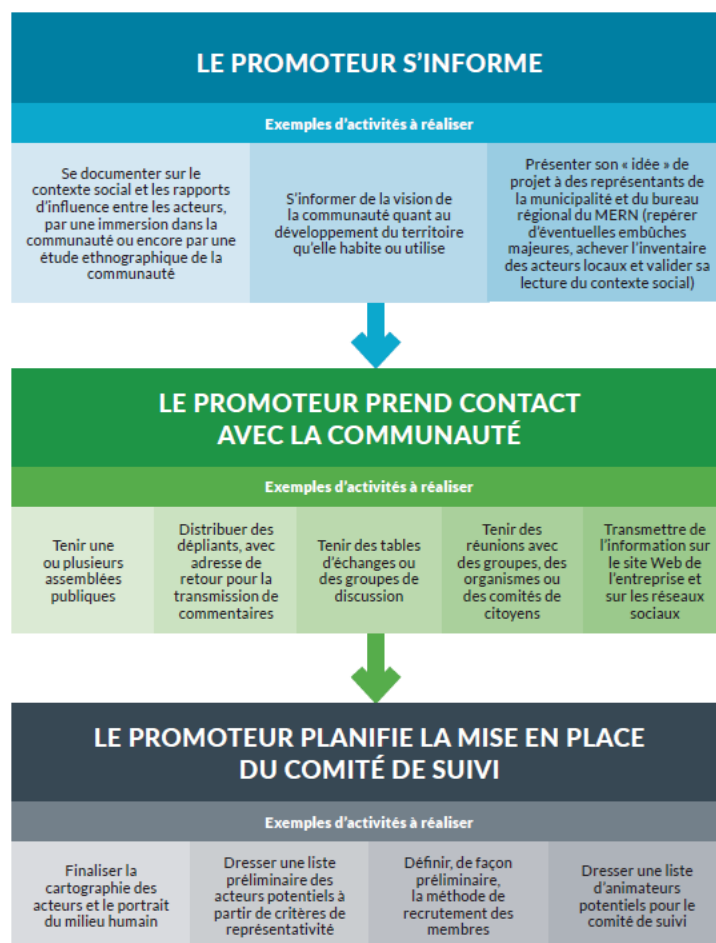 LE PROMOTEUR S'INFORME
Exemples d'activités à réaliser
Se documenter sur le
contexte social et les rapports
d'influence entre les acteurs,
par une immersion dans la
communauté ou encore par une
étude ethnographique de la
communauté
S'informer de la vision de
la communauté quant au
développement du territoire
qu'elle habite ou utilise
Présenter son « idée » de
projet à des représentants de
la municipalité et du bureau
régional du MERN (repérer
d'éventuelles embûches
majeures, achever l'inventaire
des acteurs locaux et valider sa
lecture du contexte social)
LE PROMOTEUR PREND CONTACT
AVEC LA COMMUNAUTÉ
Exemples d'activités à réaliser
Tenir une
ou plusieurs
assemblées
publiques
Distribuer des
dépliants, avec
adresse de
retour pour la
transmission de
commentaires
Tenir des tables
d'échanges ou
des groupes de
discussion
Tenir des
réunions avec
des groupes, des
organismes ou
des comités de
citoyens
Transmettre de
l'information sur
le site Web de
l'entreprise et
sur les réseaux
sociaux
LE PROMOTEUR PLANIFIE LA MISE EN PLACE
DU COMITÉ DE SUIVI
Exemples d'activités à réaliser
Finaliser la
cartographie des
acteurs et le portrait
du milieu humain
Dresser une liste
préliminaire des
acteurs potentiels à
partir de critères de
représentativité
Définir, de façon
préliminaire,
la méthode de
recrutement des
membres
Dresser une liste
d'animateurs
potentiels pour le
comité de suivi